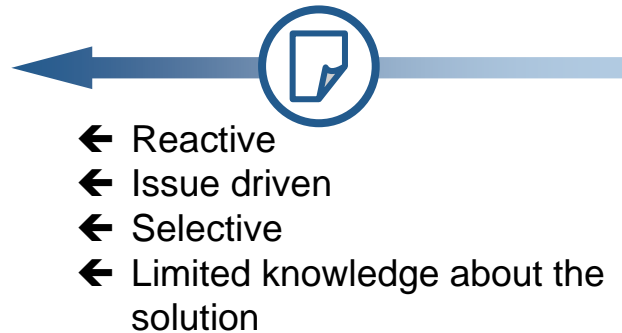 🡸 Reactive
🡸 Issue driven
🡸 Selective
🡸 Limited knowledge about the
solution